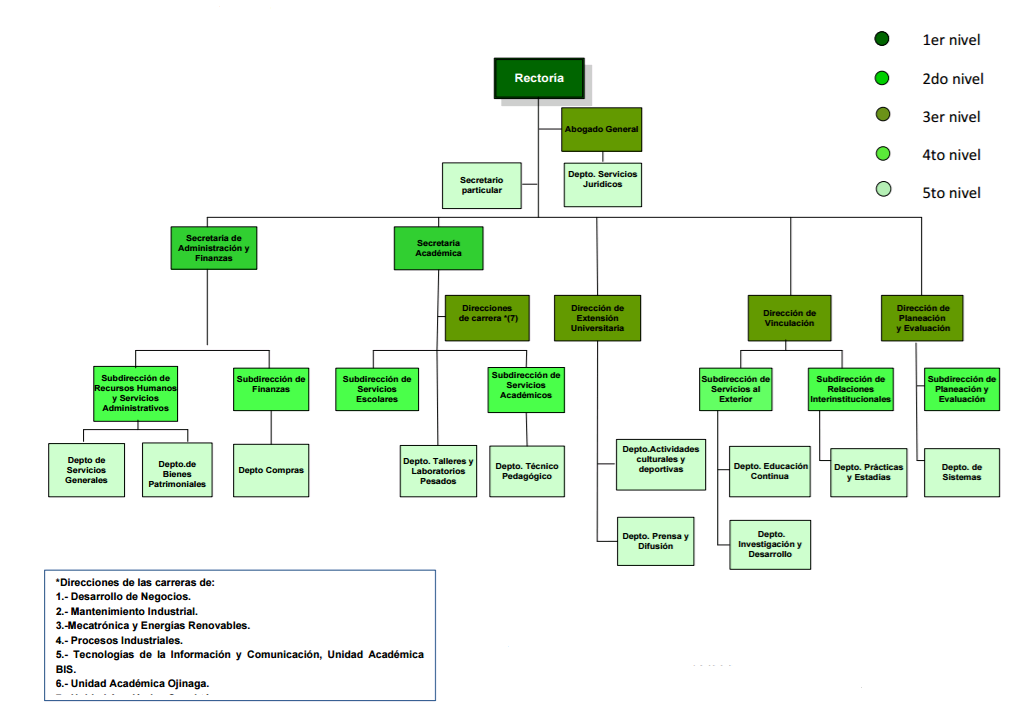 1er nivel
Rectoría
2do nivel
3er nivel
Abogado General
4to nivel
Secretario
particular
Depto. Servicios
Juridicos
5to nivel
Secretaría de
Administración y
Finanzas
Secretaria
Académica
Direcciones
de carrera *(7)
Dirección de
Extensión
Universitaria
Dirección de
Vinculación
Dirección de
Planeación
y Evaluación
Subdirección de
Recursos Humanos
y Servicios
Administrativos
Subdirección de
Finanzas
Subdirección de
Servicios
Escolares
Subdirección de
Servicios
Académicos
Subdirección de
Servicios al
Exterior
Subdirección de
Relaciones
Interinstitucionales
Subdirección de
Planeación y
Evaluación
Depto de
Servicios
Generales
Depto.de
Bienes
Patrimoniales
Depto Compras
Depto. Talleres y
Laboratorios
Pesados
Depto. Técnico
Pedagógico
Depto.Actividades
culturales y
deportivas
Depto. Educación
Continua
Depto. Prácticas
y Estadías
Depto. de
Sistemas
Depto. Prensa y
Difusión
Depto.
Investigación y
Desarrollo
*Direcciones de las carreras de:
1.- Desarrollo de Negocios.
2.- Mantenimiento Industrial.
3.-Mecatrónica y Energías Renovables.
4.- Procesos Industriales.
5.- Tecnologías de la Información y Comunicación, Unidad Académica
BIS.
6.- Unidad Académica Ojinaga.